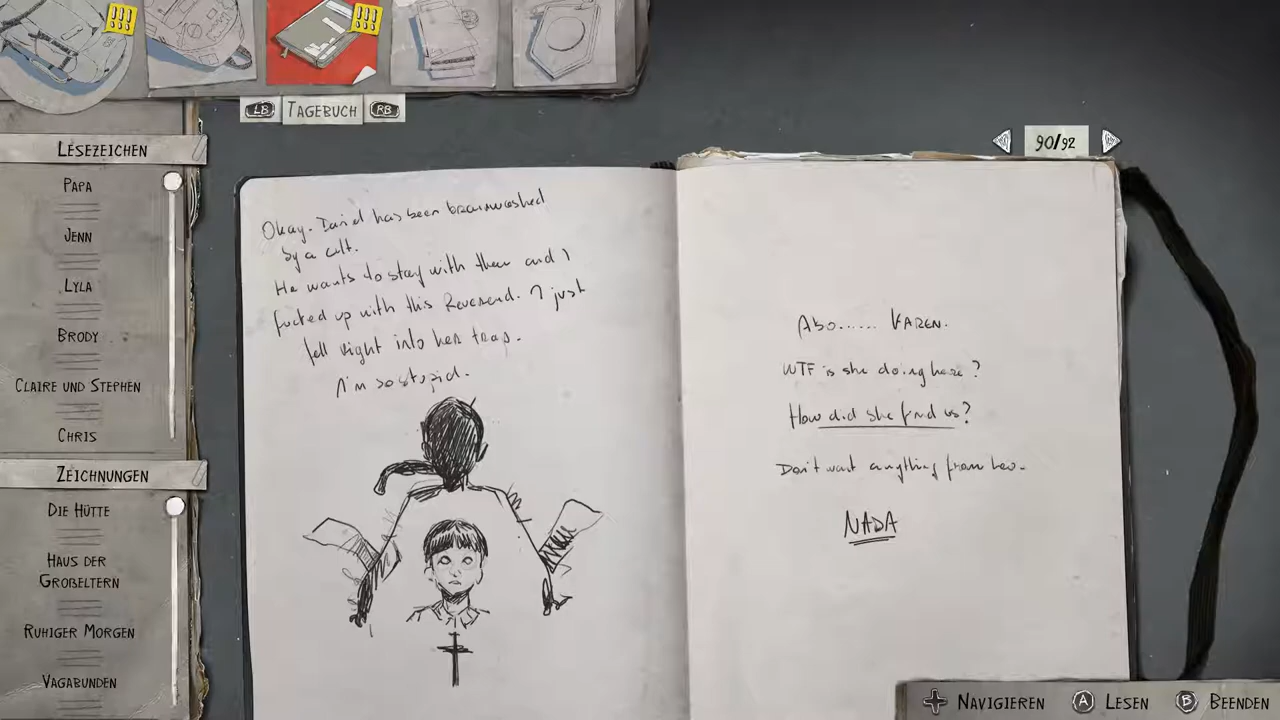 LB TAGEBUCH RB
LESEZEICHEN
PAPA
JENN
LYLA
BRODY
CLAIRE UND STEPHEN
CHRIS
ZEICHNUNGEN
DIE HÜTTE
HAUS DER
GROßELTERN
RUHIGER MORGEN
VAGABUNDEN
90/92
Okay. Daniel has been brainwashed
by a cult.
He wants to stay with them and I
fucked up with this Reverend. I just
fell right into her trap.
I'm so stupid.
Also...... KAREN.
WTF is she doing here?
How did she find us?
Don't want anything from her.
NADA
NAVIGIEREN A LESEN B BEENDEN